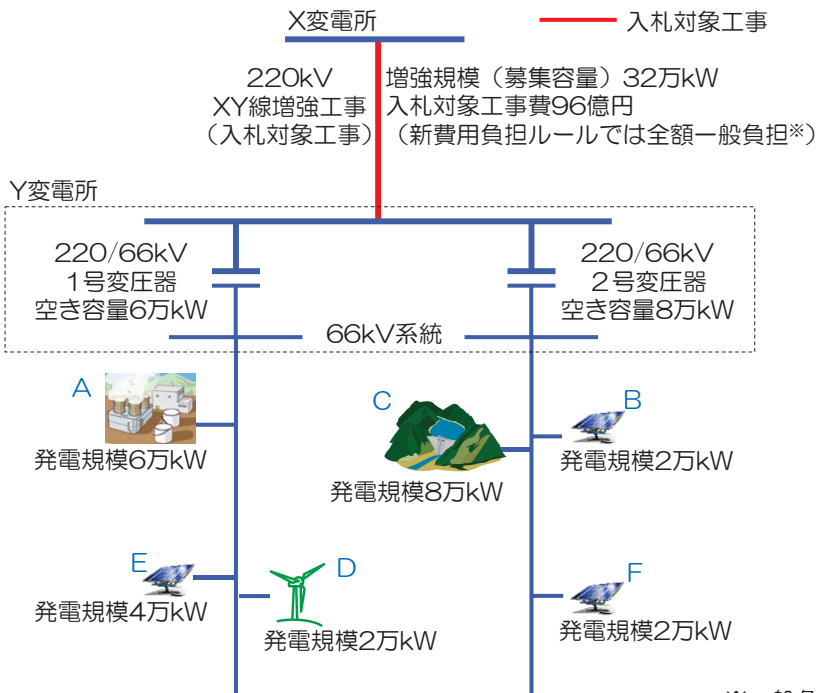 X変電所
入札対象工事
220kV
XY線増強工事
(入札対象工事)
増強規模(募集容量)32万kW
入札対象工事費96億円
(新費用負担ルールでは全額一般負担※)
Y変電所
220/66kV
1号変圧器
空き容量6万kW
220/66kV
2号変圧器
空き容量8万kW
66kV系統
A
発電規模6万kW
C
発電規模8万kW
B
発電規模2万kW
E
発電規模4万kW
D
発電規模2万kW
F
発電規模2万kW